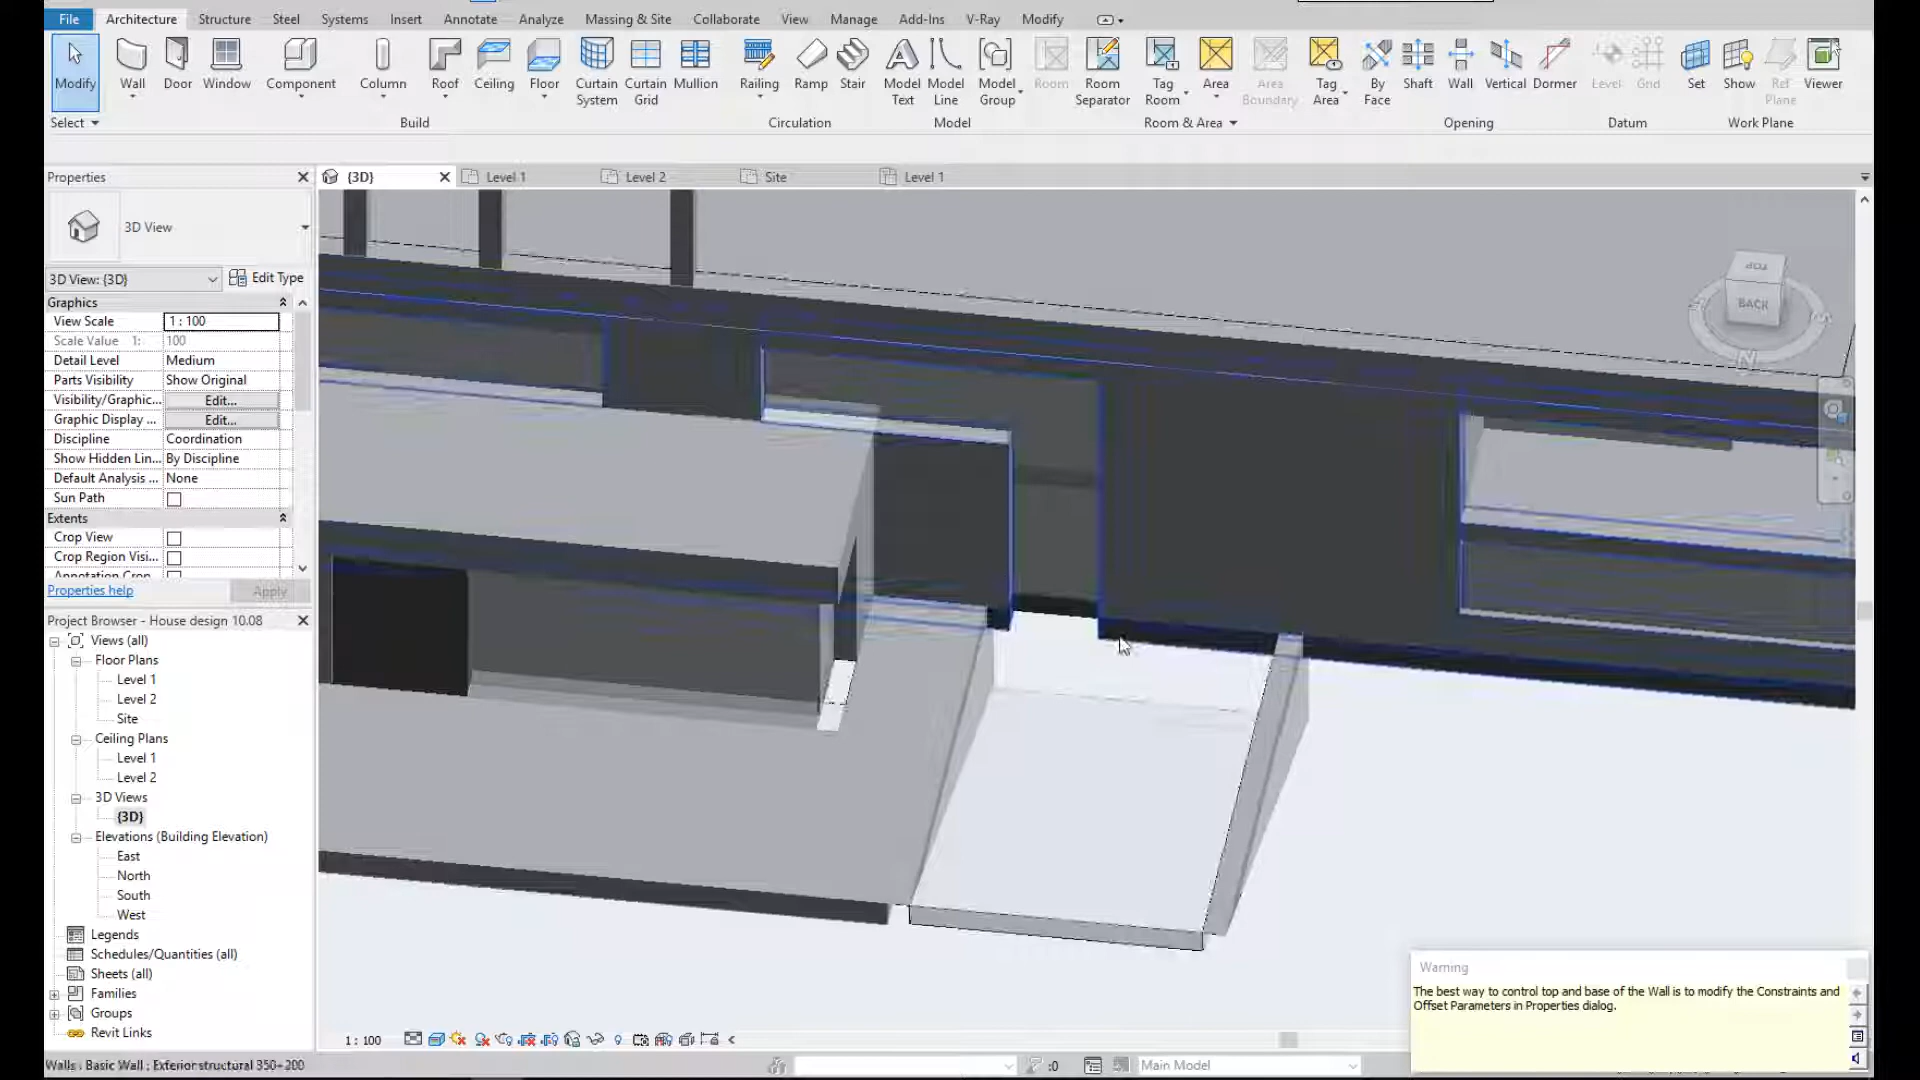 File Architecture Structure Steel Systems Insert Annotate Analyze Massing & Site Collaborate View Manage Add-Ins V-Ray Modify
Modify Wall Door Window Component Column Roof Ceiling Floor Curtain System Curtain Grid Mullion Railing Ramp Stair Model Text Model Line Model Group Room Room Separator Tag Room Area Area Boundary Tag Area By Face Shaft Wall Vertical Dormer Level Grid Set Show Ref Plane Viewer
Select Build Circulation Model Room & Area Opening Datum Work Plane
Properties
{3D} Level 1 Level 2 Site Level 1
3D View
3D View: {3D} Edit Type
Graphics
View Scale 1 : 100
Scale Value 1: 100
Detail Level Medium
Parts Visibility Show Original
Visibility/Graphic... Edit...
Graphic Display ... Edit...
Discipline Coordination
Show Hidden Lin... By Discipline
Default Analysis ... None
Sun Path
Extents
Crop View
Crop Region Visi...
Annotation Crop
Properties help Apply
Project Browser - House design 10.08
Views (all)
Floor Plans
Level 1
Level 2
Site
Ceiling Plans
Level 1
Level 2
3D Views
{3D}
Elevations (Building Elevation)
East
North
South
West
Legends
Schedules/Quantities (all)
Sheets (all)
Families
Groups
Revit Links
TOP
BACK
N
Warning
The best way to control top and base of the Wall is to modify the Constraints and
Offset Parameters in Properties dialog.
1 : 100
Walls : Basic Wall : Exterior structural 350+200
:0 Main Model